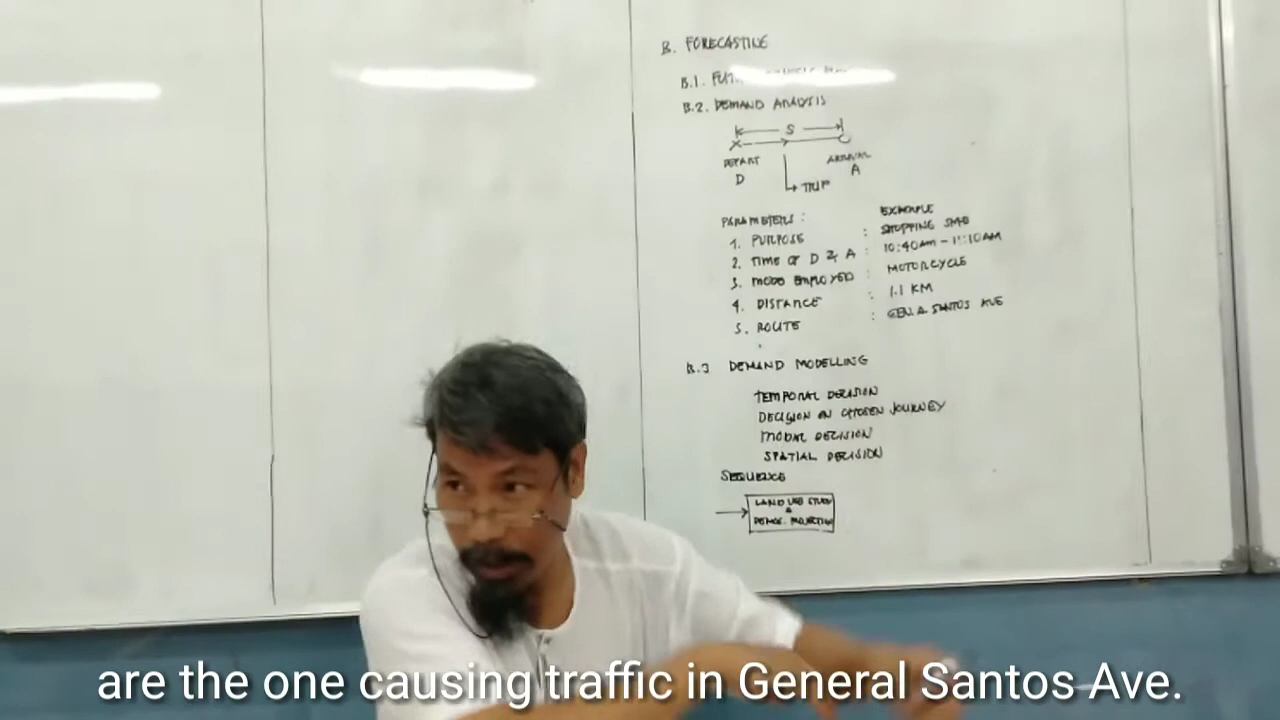 B. FORECASTING
B.1.
B.2. DEMAND ANALYSIS
S
DEPART ARRIVAL
D A
TRIP
PARAMETERS : EXAMPLE
1. PURPOSE : SHOPPING
2. TIME OF D & A : 10:40AM - 11:10AM
3. MODE EMPLOYED : MOTORCYCLE
4. DISTANCE : 1.1 KM
5. ROUTE : GEN. A SANTOS AVE
B.3 DEMAND MODELLING
TEMPORAL DECISION
DECISION ON CHOSEN JOURNEY
MODAL DECISION
SPATIAL DECISION
SEQUENCE
LAND USE STUDY
&
are the one causing traffic in General Santos Ave.